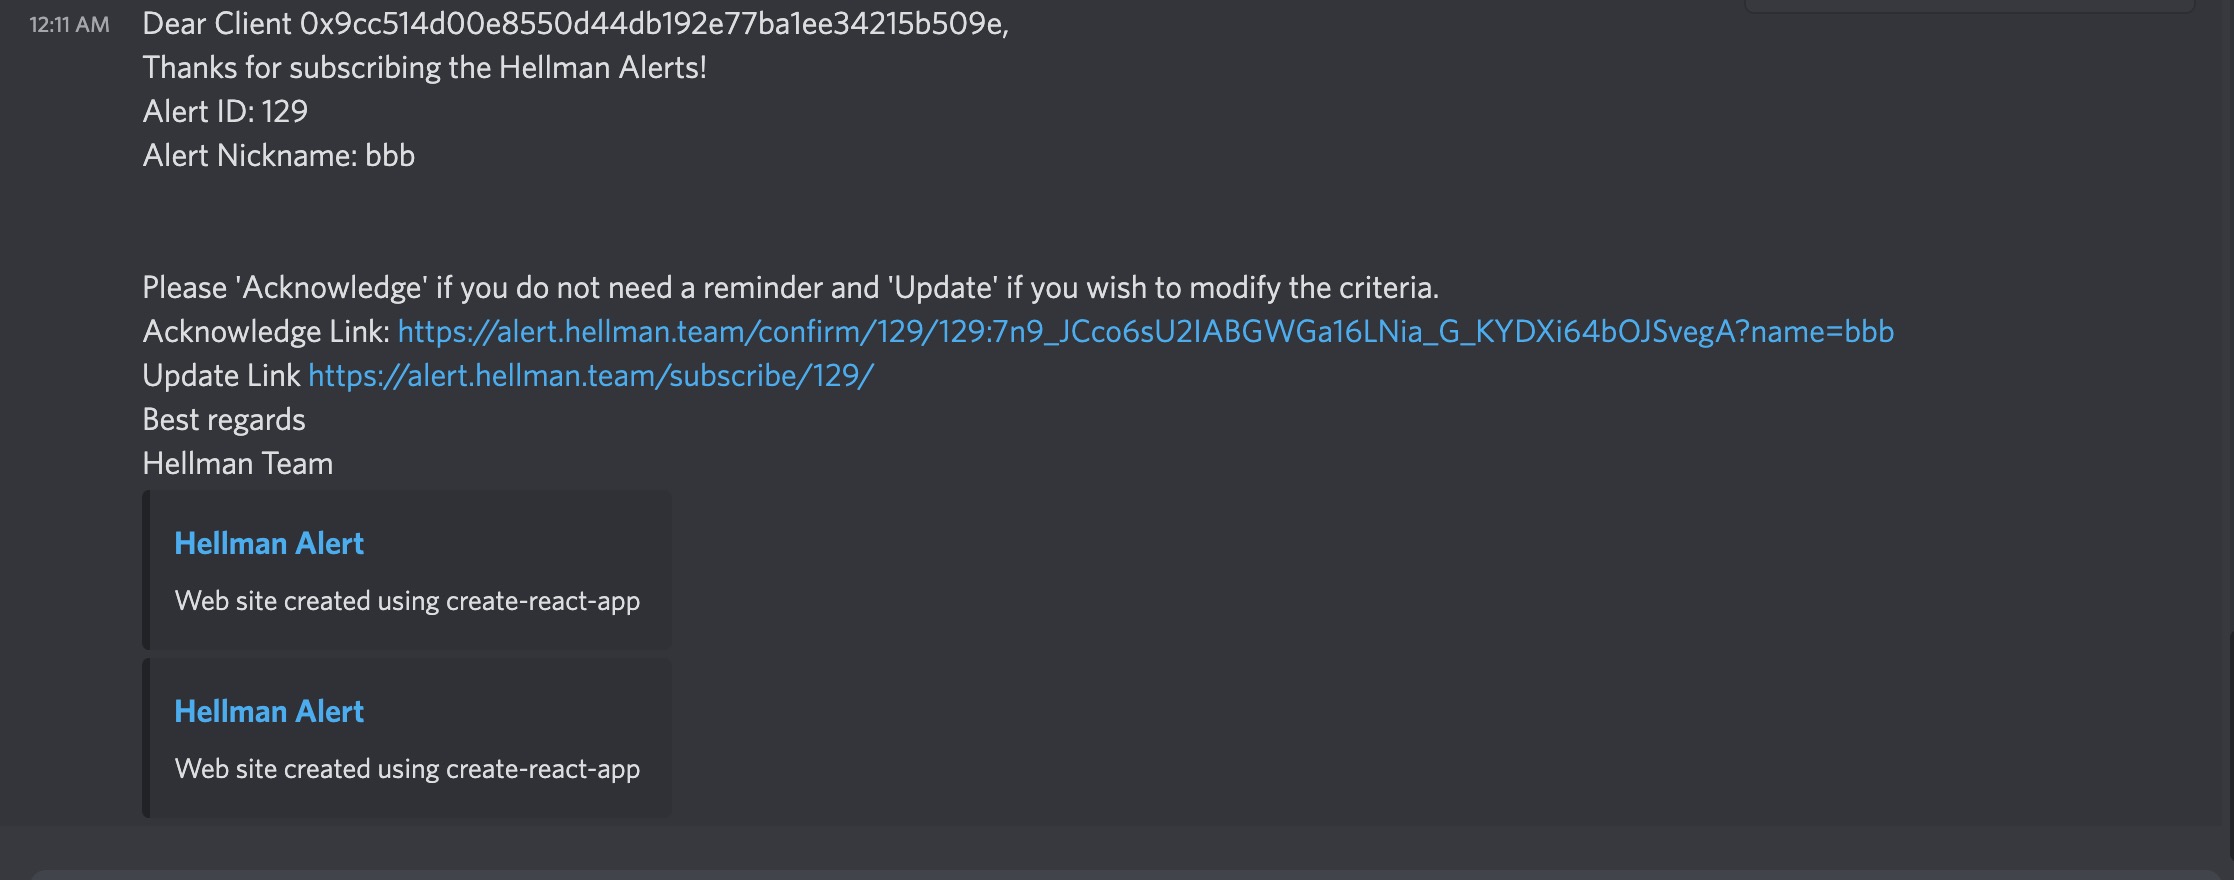 12:11 AM
Dear Client 0x9cc514d00e8550d44db192e77ba1ee34215b509e,
Thanks for subscribing the Hellman Alerts!
Alert ID: 129
Alert Nickname: bbb
Please 'Acknowledge' if you do not need a reminder and 'Update' if you wish to modify the criteria.
Acknowledge Link: https://alert.hellman.team/confirm/129/129:7n9_JCco6sU2IABGWGa16LNia_G_KYDXi64bOJSvegA?name=bbb
Update Link https://alert.hellman.team/subscribe/129/
Best regards
Hellman Team
Hellman Alert
Web site created using create-react-app
Hellman Alert
Web site created using create-react-app